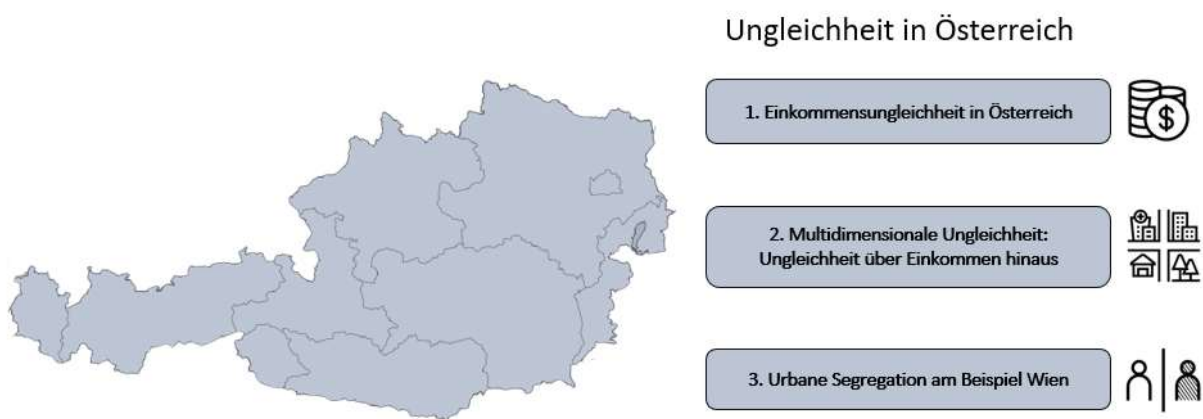 Ungleichheit in Österreich
1. Einkommensungleichheit in Österreich
$
2. Multidimensionale Ungleichheit:
Ungleichheit über Einkommen hinaus
3. Urbane Segregation am Beispiel Wien